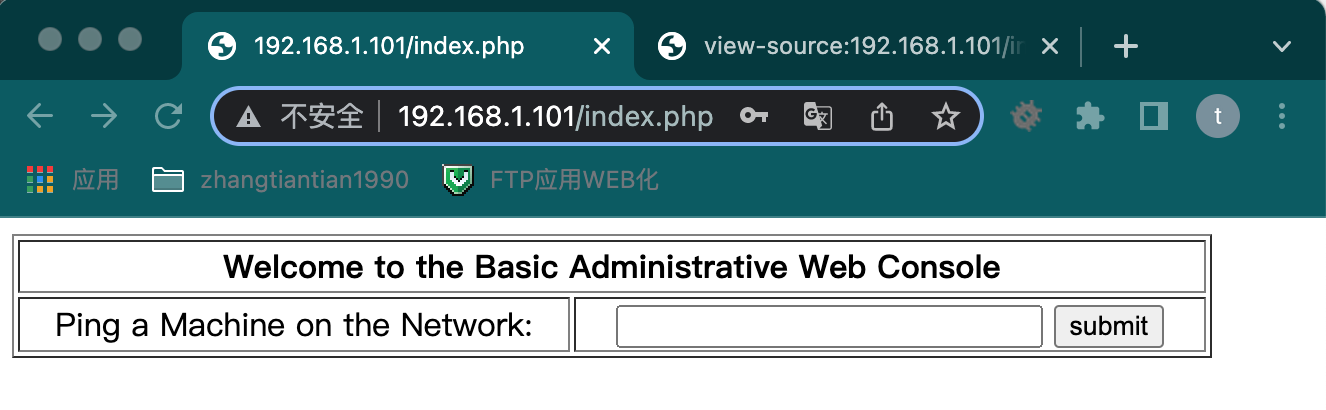 192.168.1.101/index.php
view-source:192.168.1.101/in
不安全
192.168.1.101/index.php
t
应用
zhangtiantian1990
FTP应用WEB化
Welcome to the Basic Administrative Web Console
Ping a Machine on the Network:
submit